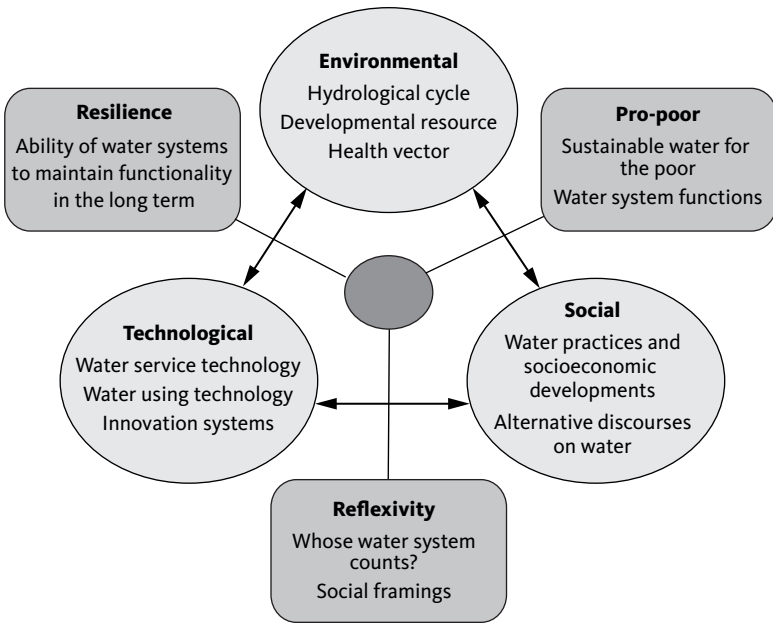 Environmental
Hydrological cycle
Developmental resource
Health vector
Resilience
Ability of water systems
to maintain functionality
in the long term
Pro-poor
Sustainable water for
the poor
Water system functions
Technological
Water service technology
Water using technology
Innovation systems
Social
Water practices and
socioeconomic
developments
Alternative discourses
on water
Reflexivity
Whose water system
counts?
Social framings